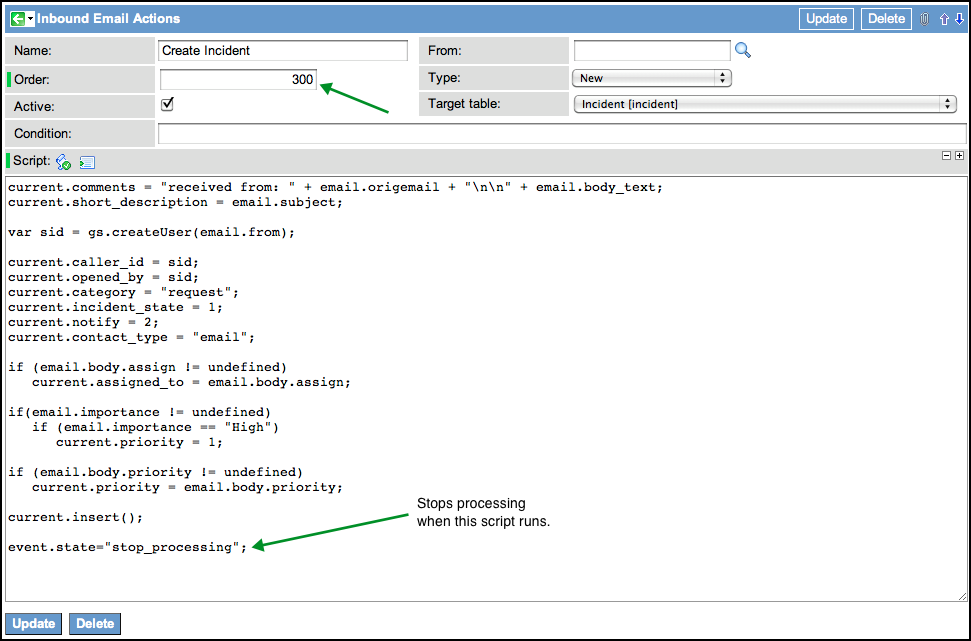 Inbound Email Actions Update Delete
Name: Create Incident From:
Order: 300 Type: New
Active: Target table: Incident [incident]
Condition:
Script:
current.comments = "received from: " + email.origemail + "\n\n" + email.body_text;
current.short_description = email.subject;
var sid = gs.createUser(email.from);
current.caller_id = sid;
current.opened_by = sid;
current.category = "request";
current.incident_state = 1;
current.notify = 2;
current.contact_type = "email";
if (email.body.assign != undefined)
current.assigned_to = email.body.assign;
if(email.importance != undefined)
if (email.importance == "High")
current.priority = 1;
if (email.body.priority != undefined)
current.priority = email.body.priority;
Stops processing
when this script runs.
current.insert();
event.state="stop_processing";
Update Delete